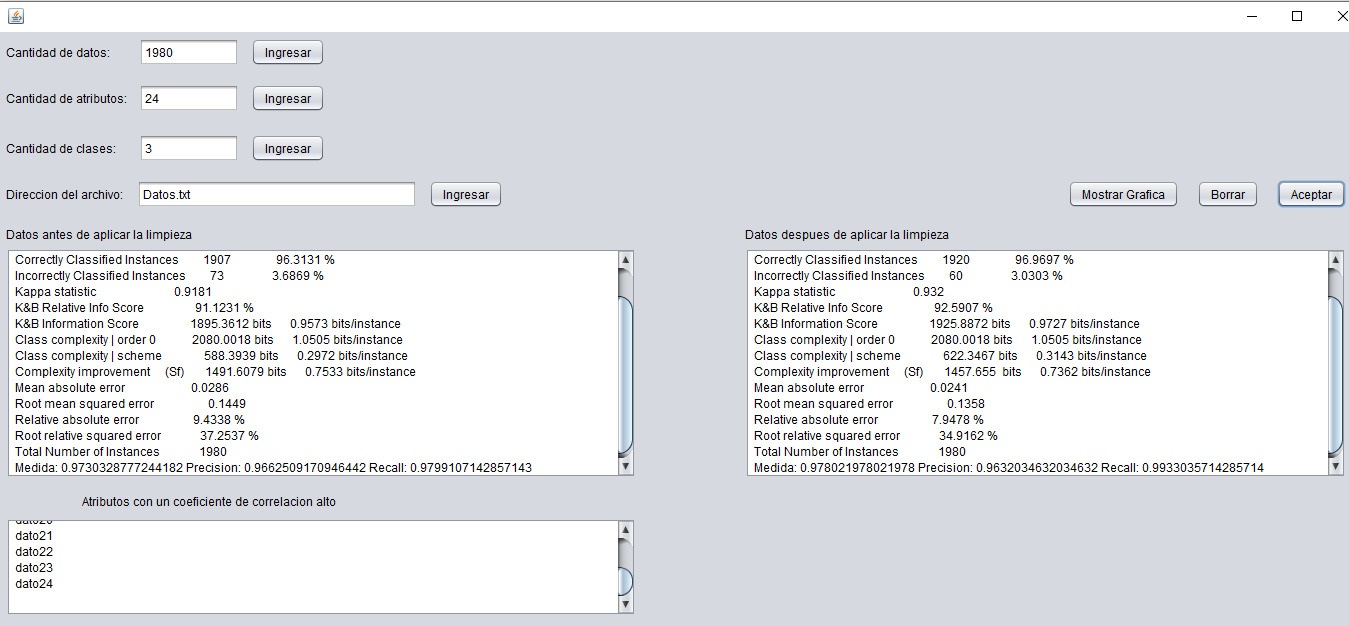 Cantidad de datos: 1980 Ingresar
Cantidad de atributos: 24 Ingresar
Cantidad de clases: 3 Ingresar
Direccion del archivo: Datos.txt Ingresar Mostrar Grafica Borrar Aceptar
Datos antes de aplicar la limpieza
Correctly Classified Instances 1907 96.3131 %
Incorrectly Classified Instances 73 3.6869 %
Kappa statistic 0.9181
K&B Relative Info Score 91.1231 %
K&B Information Score 1895.3612 bits 0.9573 bits/instance
Class complexity | order 0 2080.0018 bits 1.0505 bits/instance
Class complexity | scheme 588.3939 bits 0.2972 bits/instance
Complexity improvement (Sf) 1491.6079 bits 0.7533 bits/instance
Mean absolute error 0.0286
Root mean squared error 0.1449
Relative absolute error 9.4338 %
Root relative squared error 37.2537 %
Total Number of Instances 1980
Medida: 0.9730328777244182 Precision: 0.9662509170946442 Recall: 0.9799107142857143
Datos despues de aplicar la limpieza
Correctly Classified Instances 1920 96.9697 %
Incorrectly Classified Instances 60 3.0303 %
Kappa statistic 0.932
K&B Relative Info Score 92.5907 %
K&B Information Score 1925.8872 bits 0.9727 bits/instance
Class complexity | order 0 2080.0018 bits 1.0505 bits/instance
Class complexity | scheme 622.3467 bits 0.3143 bits/instance
Complexity improvement (Sf) 1457.655 bits 0.7362 bits/instance
Mean absolute error 0.0241
Root mean squared error 0.1358
Relative absolute error 7.9478 %
Root relative squared error 34.9162 %
Total Number of Instances 1980
Medida: 0.978021978021978 Precision: 0.9632034632034632 Recall: 0.9933035714285714
Atributos con un coeficiente de correlacion alto
dato20
dato21
dato22
dato23
dato24